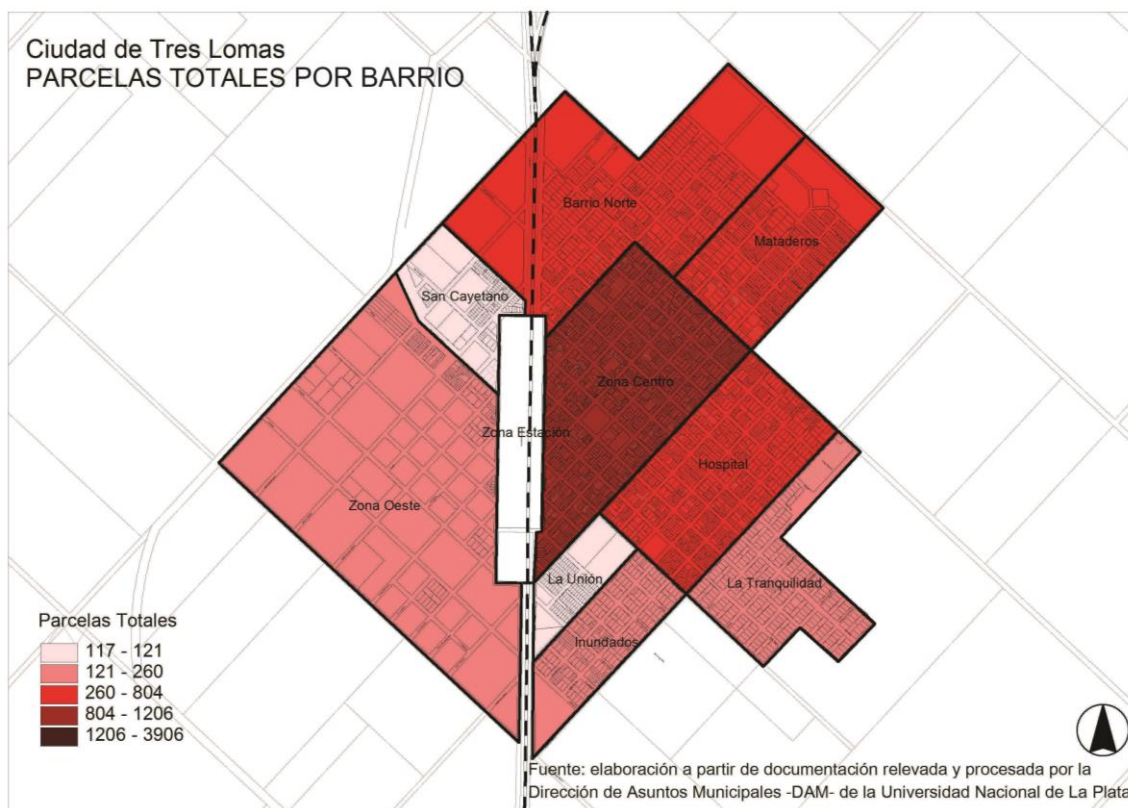 Ciudad de Tres Lomas
PARCELAS TOTALES POR BARRIO
Barrio Norte
Mataderos
San Cayetano
Zona Centro
Zona Estación
Hospital
Zona Oeste
La Unión
La Tranquilidad
Inundados
Parcelas Totales
117 - 121
121 - 260
260 - 804
804 - 1206
1206 - 3906
Fuente: elaboración a partir de documentación relevada y procesada por la
Dirección de Asuntos Municipales -DAM- de la Universidad Nacional de La Plata